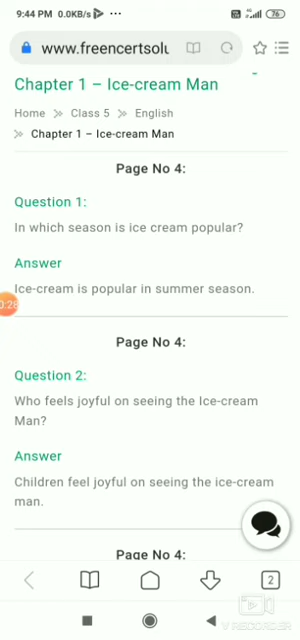 9:44 PM 0.0KB/s ...
76
www.freencertsolu
Chapter 1 – Ice-cream Man
Home >> Class 5 >> English
>> Chapter 1 – Ice-cream Man
Page No 4:
Question 1:
In which season is ice cream popular?
Answer
Ice-cream is popular in summer season.
0:28
Page No 4:
Question 2:
Who feels joyful on seeing the Ice-cream
Man?
Answer
Children feel joyful on seeing the ice-cream
man.
Page No 4:
2
V RECORDER